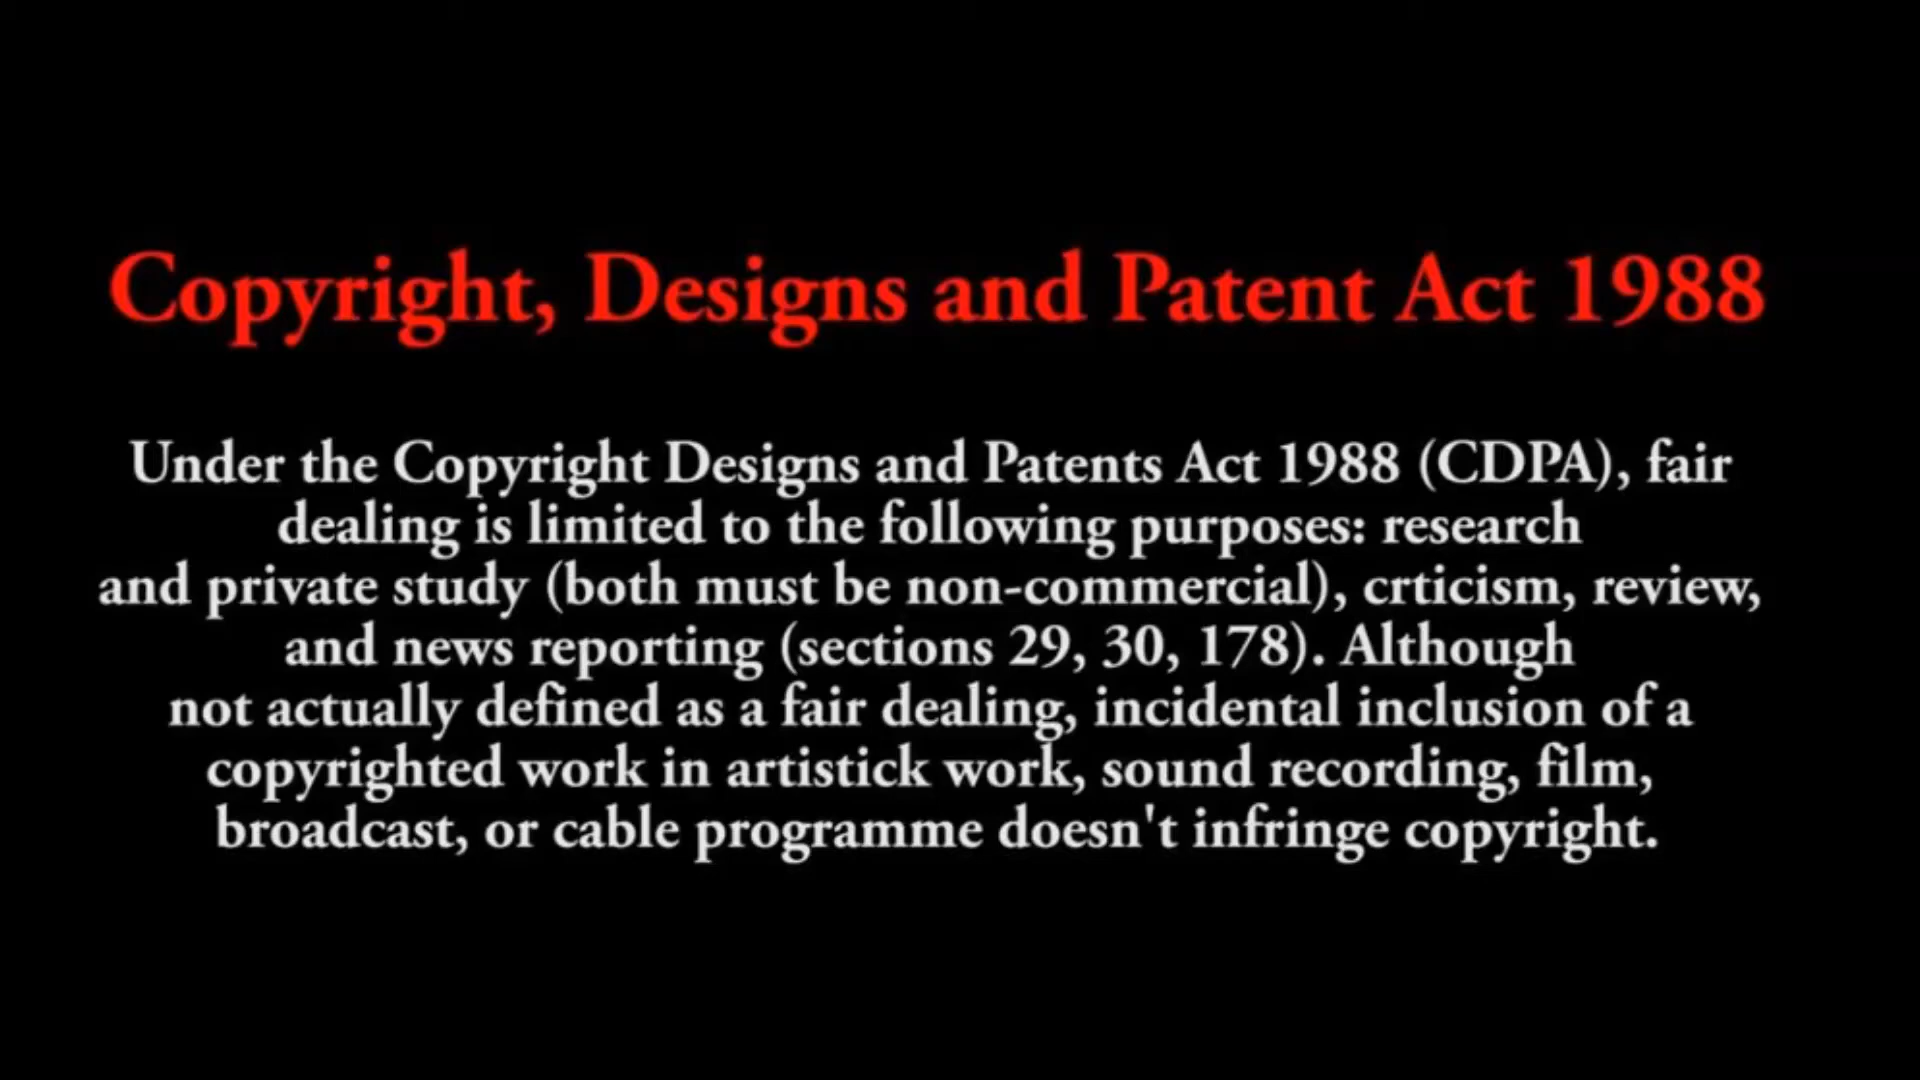 Copyright, Designs and Patent Act 1988
Under the Copyright Designs and Patents Act 1988 (CDPA), fair
dealing is limited to the following purposes: research
and private study (both must be non-commercial), crticism, review,
and news reporting (sections 29, 30, 178). Although
not actually defined as a fair dealing, incidental inclusion of a
copyrighted work in artistick work, sound recording, film,
broadcast, or cable programme doesn't infringe copyright.